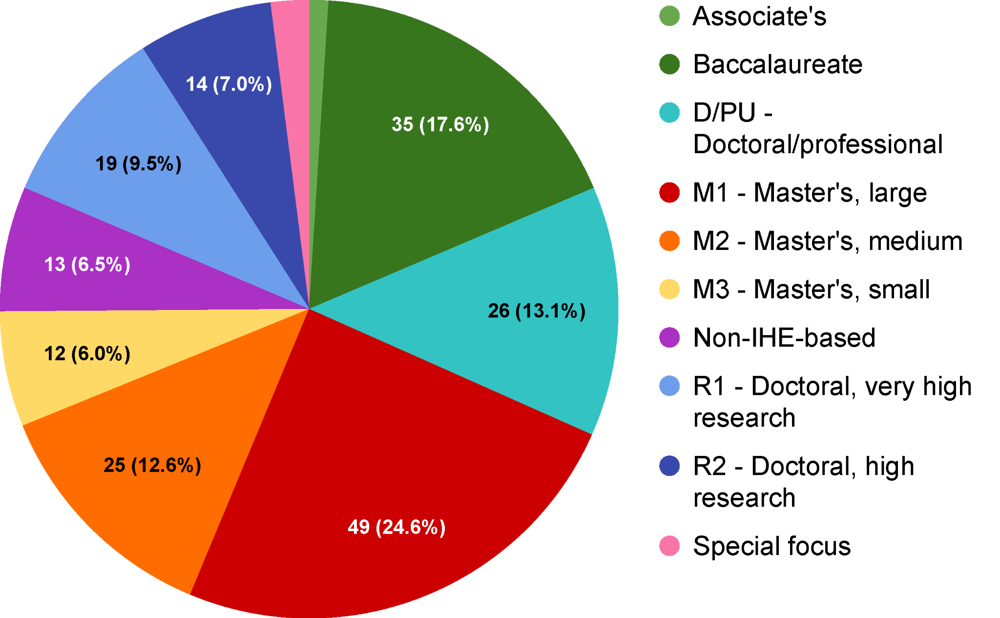 14 (7.0%)
35 (17.6%)
19 (9.5%)
13 (6.5%)
26 (13.1%)
12 (6.0%)
25 (12.6%)
49 (24.6%)
Associate's
Baccalaureate
D/PU -
Doctoral/professional
M1 - Master's, large
M2 - Master's, medium
M3 - Master's, small
Non-IHE-based
R1 - Doctoral, very high
research
R2 - Doctoral, high
research
Special focus